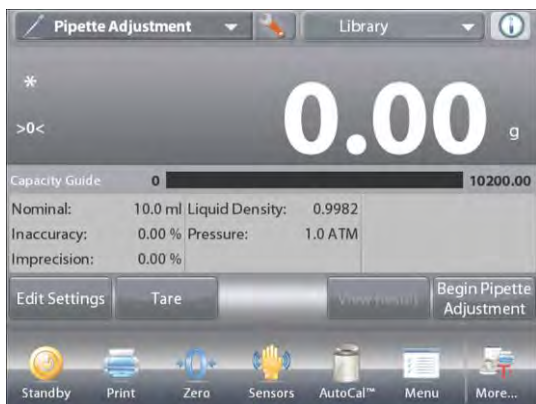 Pipette Adjustment Library
*
>0<
0.00 g
Capacity Guide 0 10200.00
Nominal: 10.0 ml Liquid Density: 0.9982
Inaccuracy: 0.00 % Pressure: 1.0 ATM
Imprecision: 0.00 %
Edit Settings Tare View Results Begin Pipette
Adjustment
Standby Print Zero Sensors AutoCal™ Menu More...